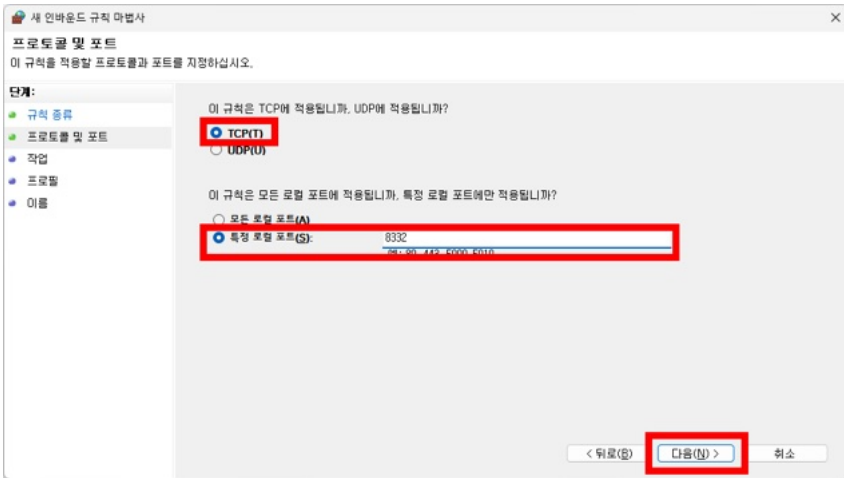 새 인바운드 규칙 마법사
프로토콜 및 포트
이 규칙을 적용할 프로토콜과 포트를 지정하십시오.
단계:
규칙 종류
프로토콜 및 포트
작업
프로필
이름
이 규칙은 TCP에 적용됩니까, UDP에 적용됩니까?
TCP(T)
UDP(U)
이 규칙은 모든 로컬 포트에 적용됩니까, 특정 로컬 포트에만 적용됩니까?
모든 로컬 포트(A)
특정 로컬 포트(S):
8332
예: 80, 443, 5000-5010
< 뒤로(B)
다음(N) >
취소